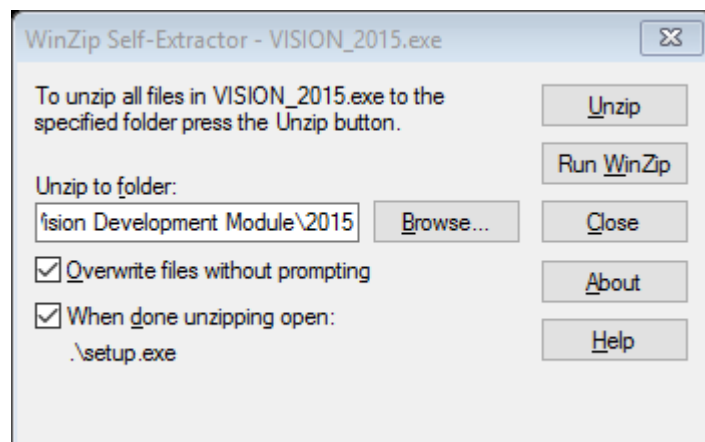 WinZip Self-Extractor - VISION_2015.exe
To unzip all files in VISION_2015.exe to the
specified folder press the Unzip button.
Unzip
Run WinZip
Unzip to folder:
ision Development Module\2015
Browse...
Close
Overwrite files without prompting
About
When done unzipping open:
.\setup.exe
Help